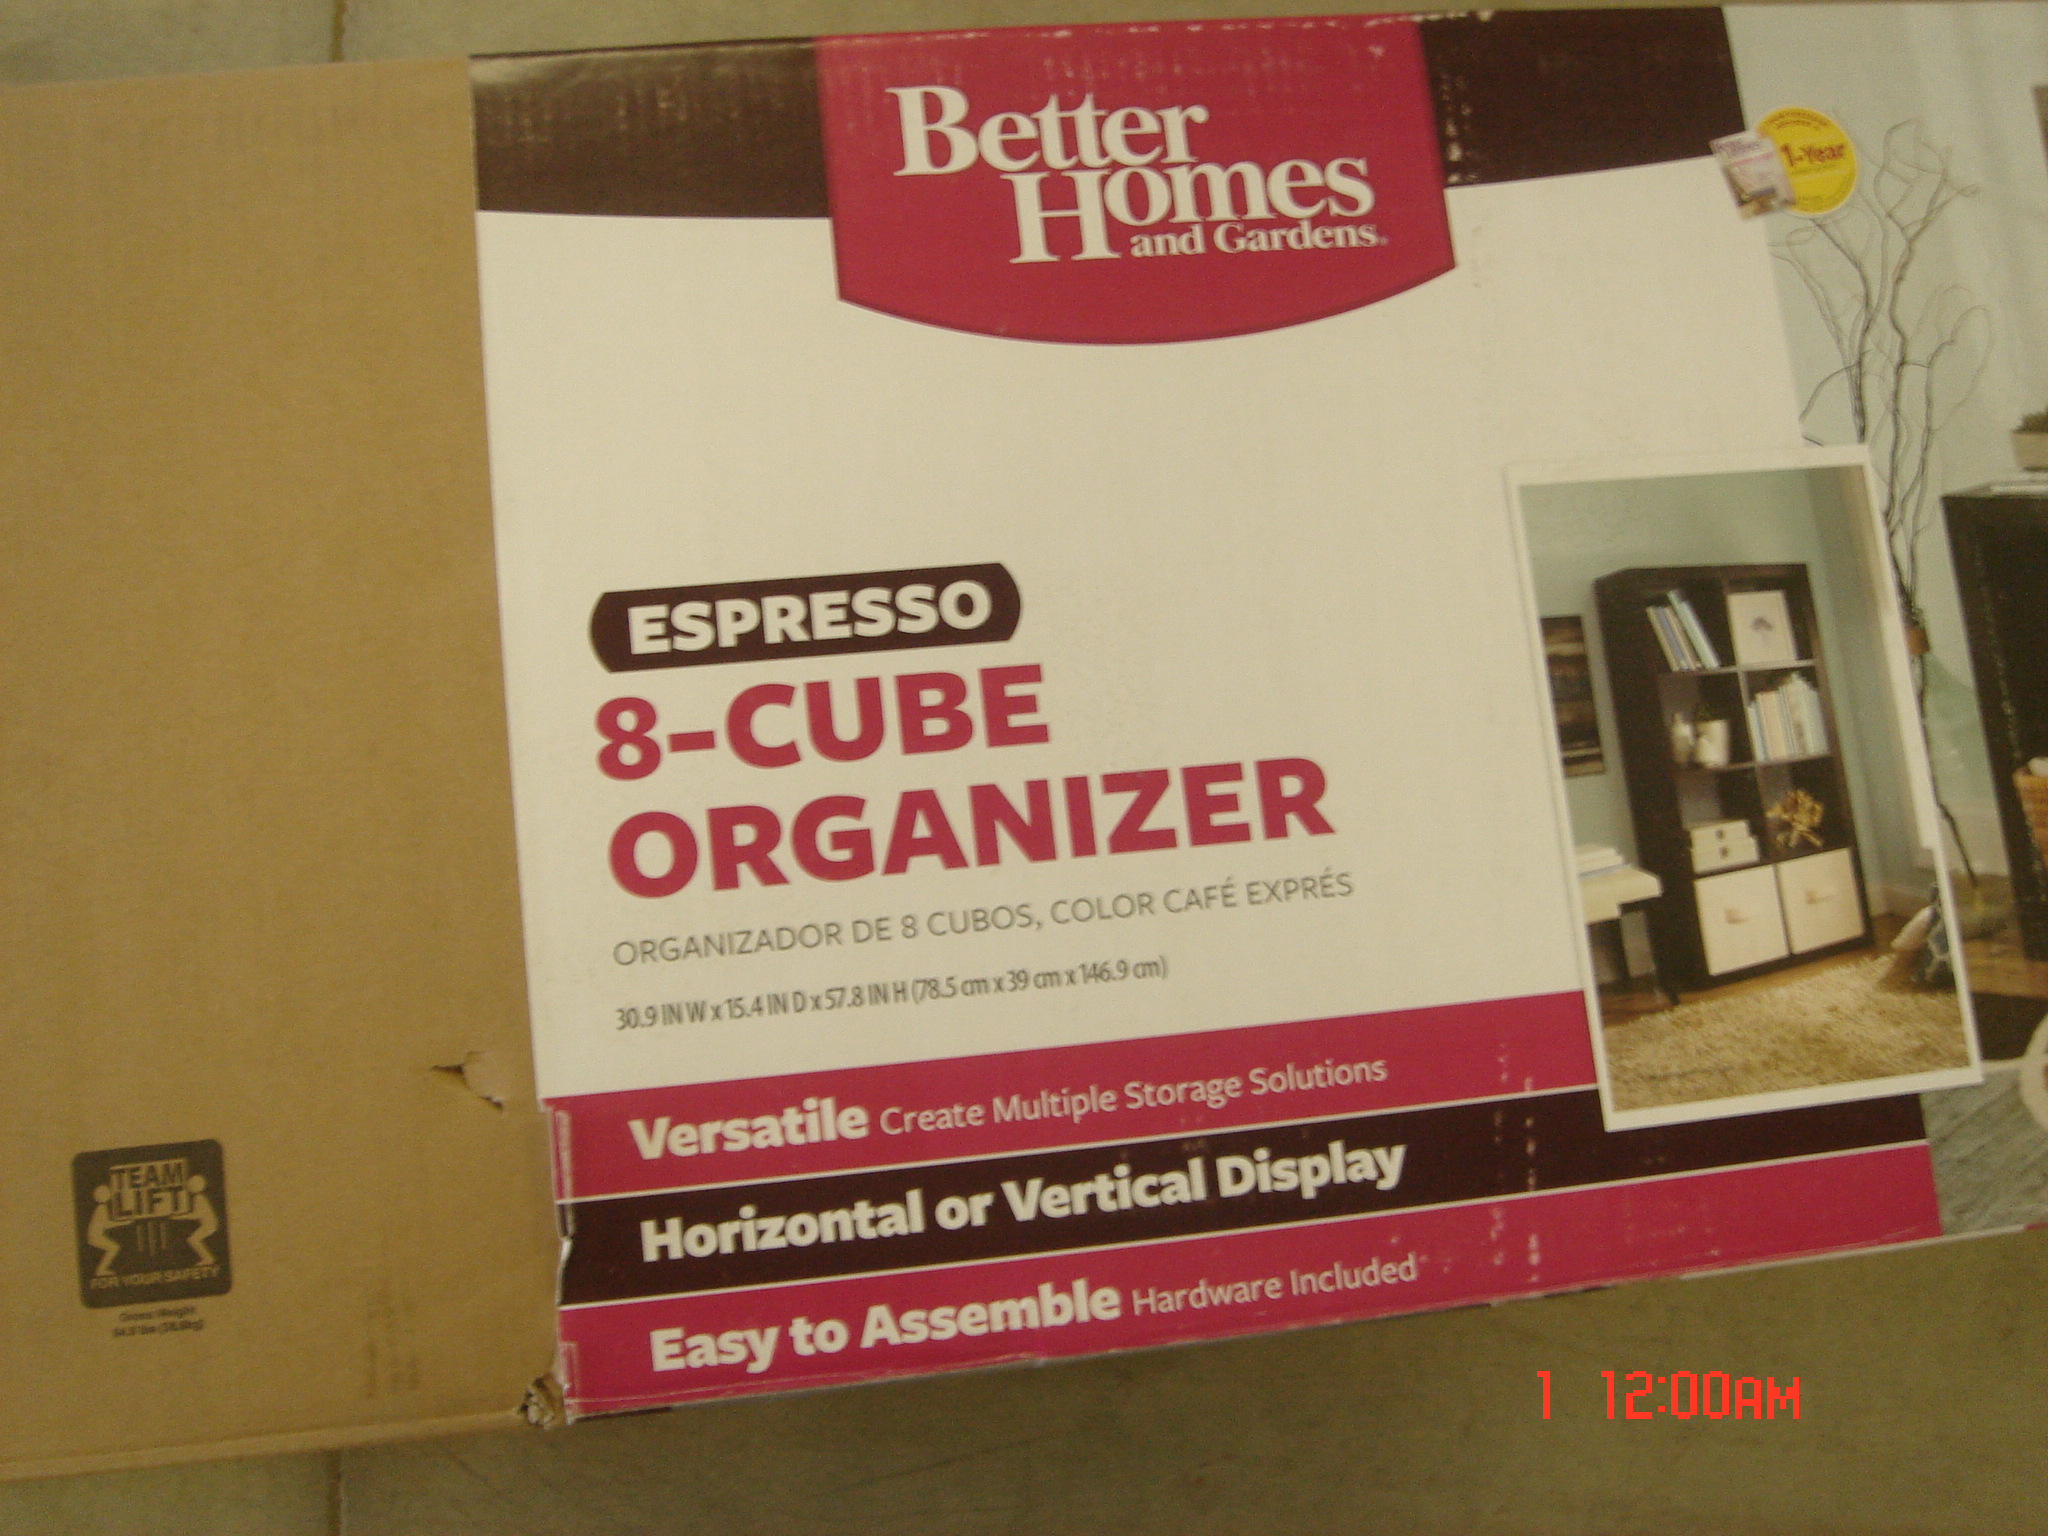 Better
Homes
and Gardens®
1-Year
ESPRESSO
8-CUBE
ORGANIZER
ORGANIZADOR DE 8 CUBOS, COLOR CAFÉ EXPRÉS
30.9 IN W x 15.4 IN D x 57.8 IN H (78.5 cm x 39 cm x 146.9 cm)
Versatile Create Multiple Storage Solutions
Horizontal or Vertical Display
Easy to Assemble Hardware Included
TEAM
LIFT
FOR YOUR SAFETY
Gross Weight
1 12:00AM